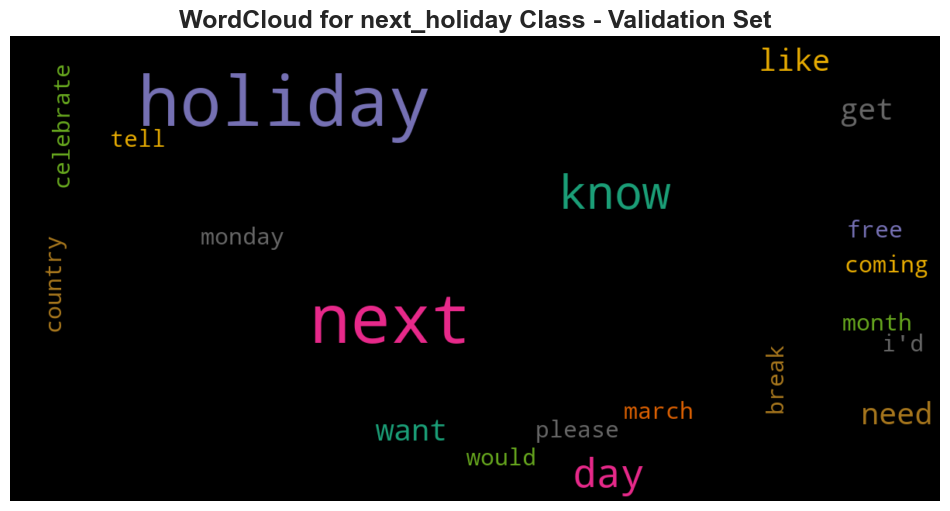 WordCloud for next_holiday Class - Validation Set
like
celebrate
holiday
get
tell
know
free
monday
country
coming
next
month
i'd
break
march
need
want
please
would
day